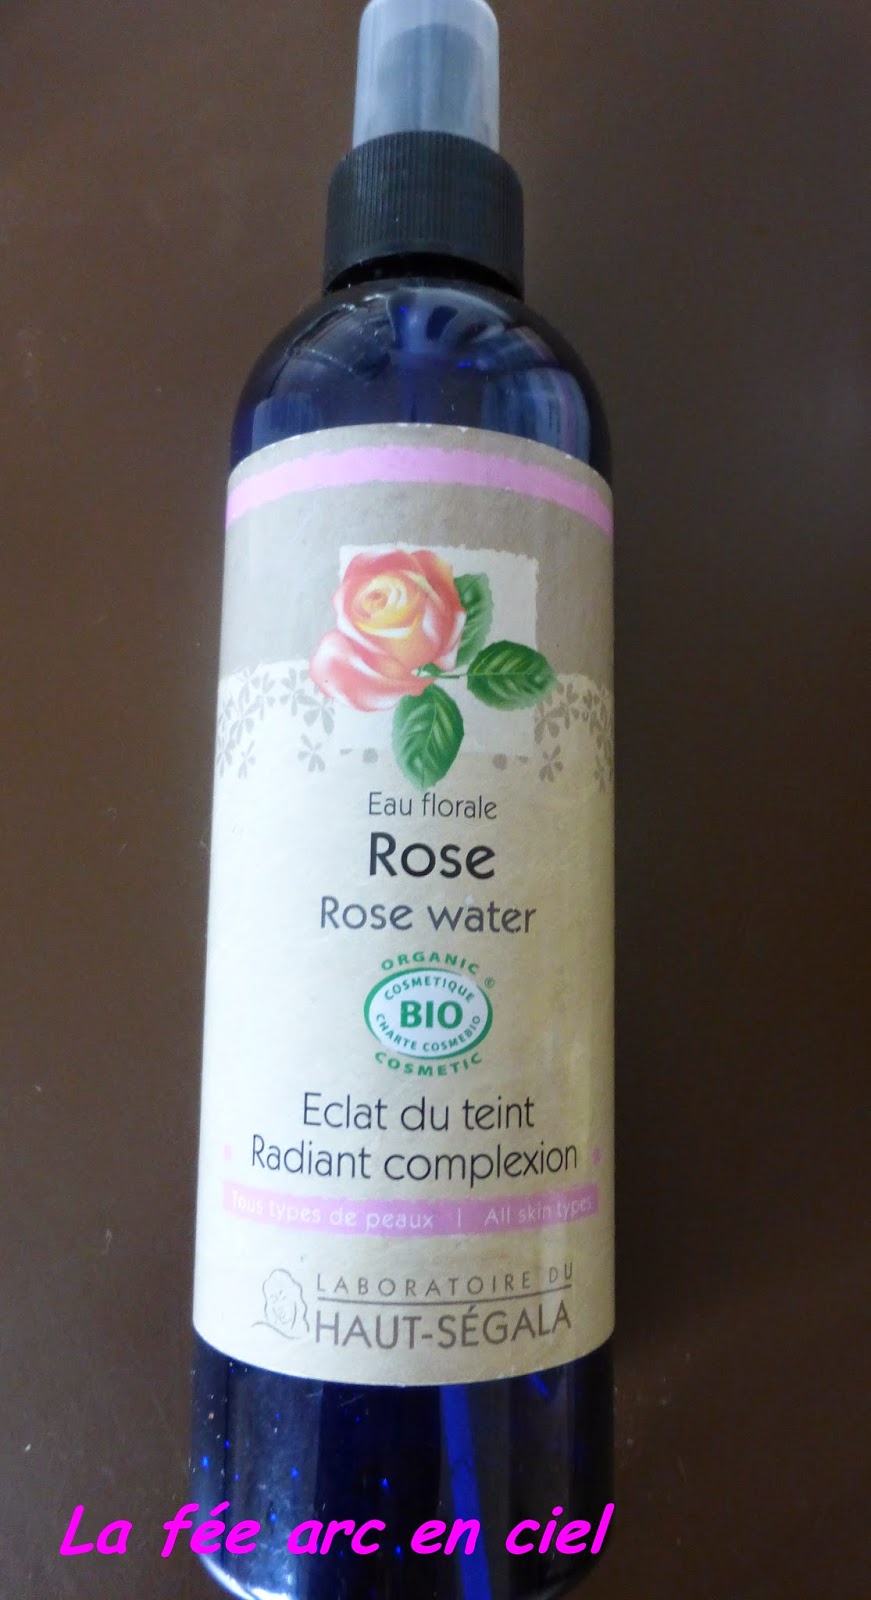 Eau florale
Rose
Rose water
ORGANIC
COSMETIQUE
BIO
CHARTE COSMEBIO
®
COSMETIC
Eclat du teint
Radiant complexion
Tous types de peaux | All skin types
LABORATOIRE DU
HAUT-SÉGALA
La fée arc en ciel